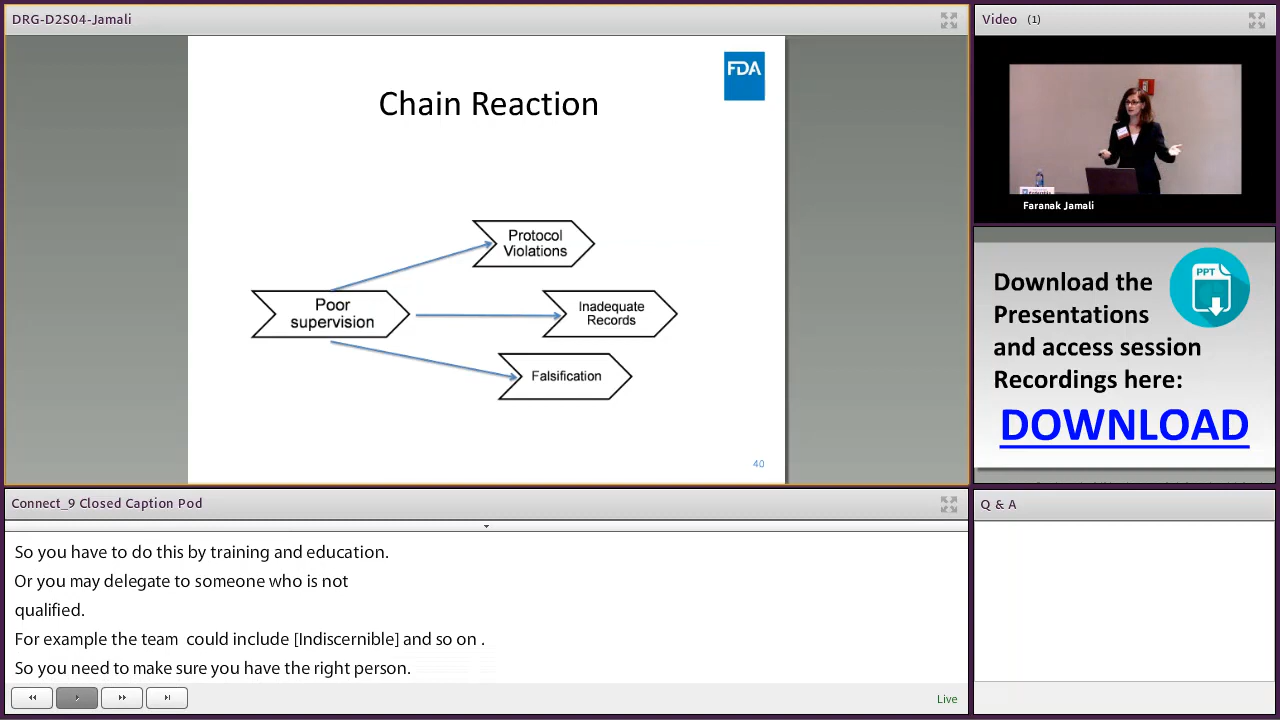 DRG-D2S04-Jamali
FDA
Chain Reaction
Protocol
Violations
Poor
supervision
Inadequate
Records
Falsification
40
Video (1)
Faranak Jamali
PPT
Download the
Presentations
and access session
Recordings here:
DOWNLOAD
Connect_9 Closed Caption Pod
So you have to do this by training and education.
Or you may delegate to someone who is not
qualified.
For example the team  could include [Indiscernible] and so on .
So you need to make sure you have the right person.
Live
Q & A